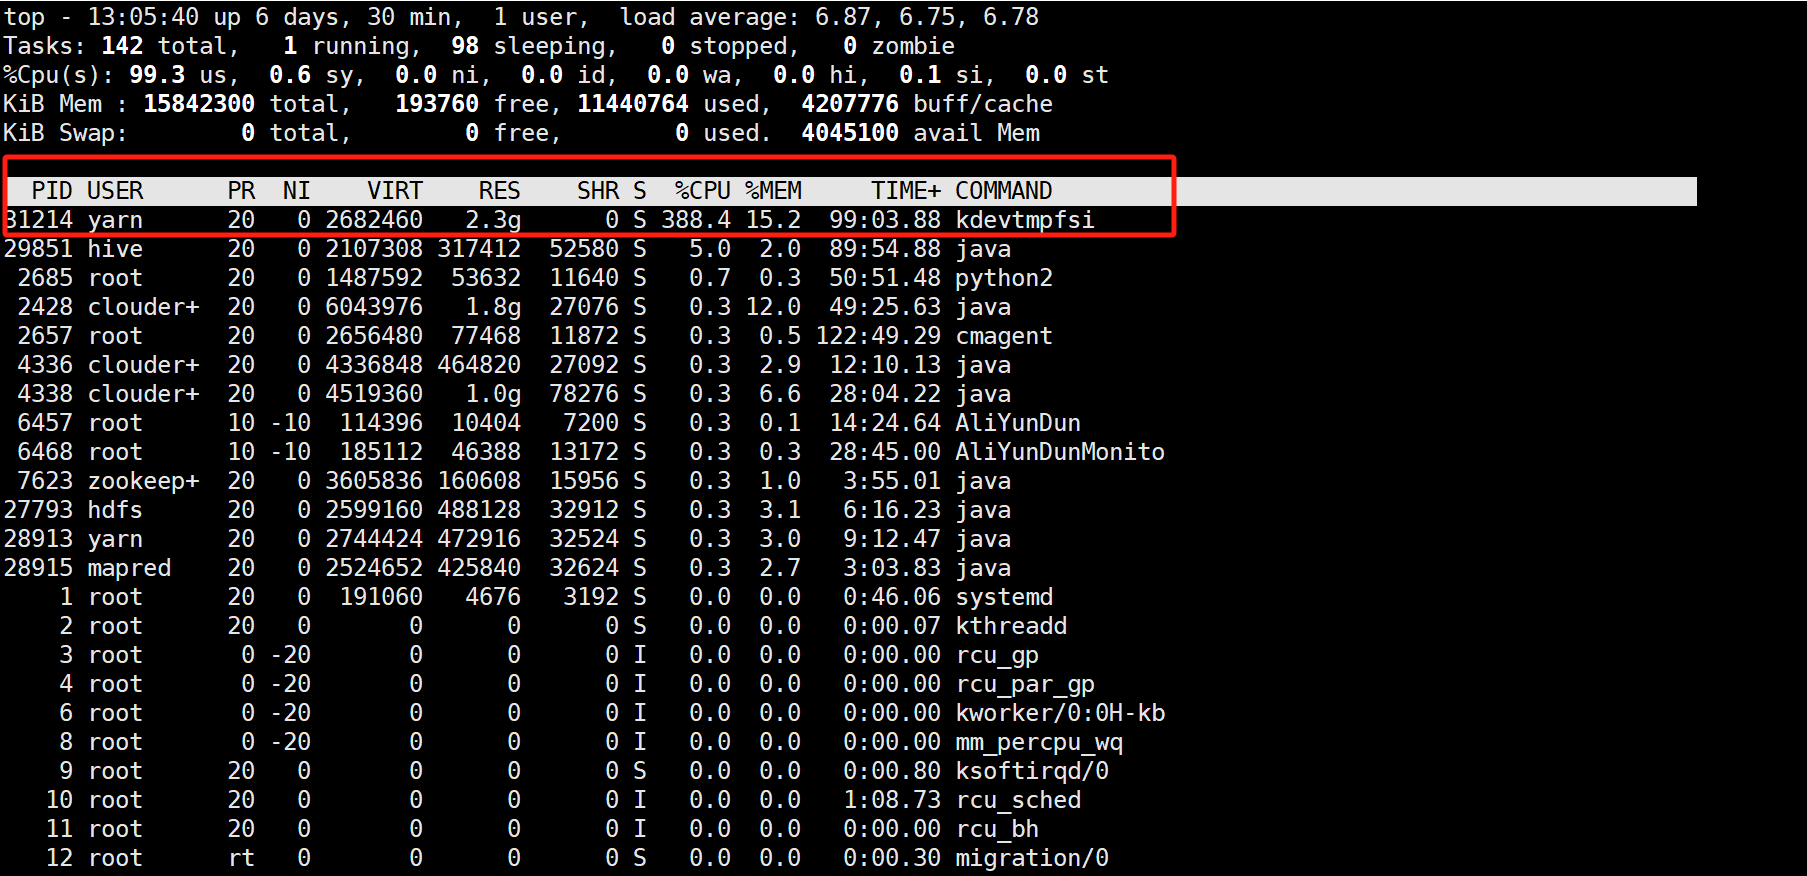 top - 13:05:40 up 6 days, 30 min,  1 user,  load average: 6.87, 6.75, 6.78
Tasks: 142 total,   1 running,  98 sleeping,   0 stopped,   0 zombie
%Cpu(s): 99.3 us,  0.6 sy,  0.0 ni,  0.0 id,  0.0 wa,  0.0 hi,  0.1 si,  0.0 st
KiB Mem : 15842300 total,   193760 free, 11440764 used,  4207776 buff/cache
KiB Swap:        0 total,        0 free,        0 used.  4045100 avail Mem
  PID USER      PR  NI    VIRT    RES    SHR S  %CPU %MEM     TIME+ COMMAND
31214 yarn      20   0 2682460   2.3g      0 S 388.4 15.2  99:03.88 kdevtmpfsi
29851 hive      20   0 2107308 317412  52580 S   5.0  2.0  89:54.88 java
 2685 root      20   0 1487592  53632  11640 S   0.7  0.3  50:51.48 python2
 2428 clouder+  20   0 6043976   1.8g  27076 S   0.3 12.0  49:25.63 java
 2657 root      20   0 2656480  77468  11872 S   0.3  0.5 122:49.29 cmagent
 4336 clouder+  20   0 4336848 464820  27092 S   0.3  2.9  12:10.13 java
 4338 clouder+  20   0 4519360   1.0g  78276 S   0.3  6.6  28:04.22 java
 6457 root      10 -10  114396  10404   7200 S   0.3  0.1  14:24.64 AliYunDun
 6468 root      10 -10  185112  46388  13172 S   0.3  0.3  28:45.00 AliYunDunMonito
 7623 zookeep+  20   0 3605836 160608  15956 S   0.3  1.0   3:55.01 java
27793 hdfs      20   0 2599160 488128  32912 S   0.3  3.1   6:16.23 java
28913 yarn      20   0 2744424 472916  32524 S   0.3  3.0   9:12.47 java
28915 mapred    20   0 2524652 425840  32624 S   0.3  2.7   3:03.83 java
    1 root      20   0  191060   4676   3192 S   0.0  0.0   0:46.06 systemd
    2 root      20   0       0      0      0 S   0.0  0.0   0:00.07 kthreadd
    3 root       0 -20       0      0      0 I   0.0  0.0   0:00.00 rcu_gp
    4 root       0 -20       0      0      0 I   0.0  0.0   0:00.00 rcu_par_gp
    6 root       0 -20       0      0      0 I   0.0  0.0   0:00.00 kworker/0:0H-kb
    8 root       0 -20       0      0      0 I   0.0  0.0   0:00.00 mm_percpu_wq
    9 root      20   0       0      0      0 S   0.0  0.0   0:00.80 ksoftirqd/0
   10 root      20   0       0      0      0 I   0.0  0.0   1:08.73 rcu_sched
   11 root      20   0       0      0      0 I   0.0  0.0   0:00.00 rcu_bh
   12 root      rt   0       0      0      0 S   0.0  0.0   0:00.30 migration/0